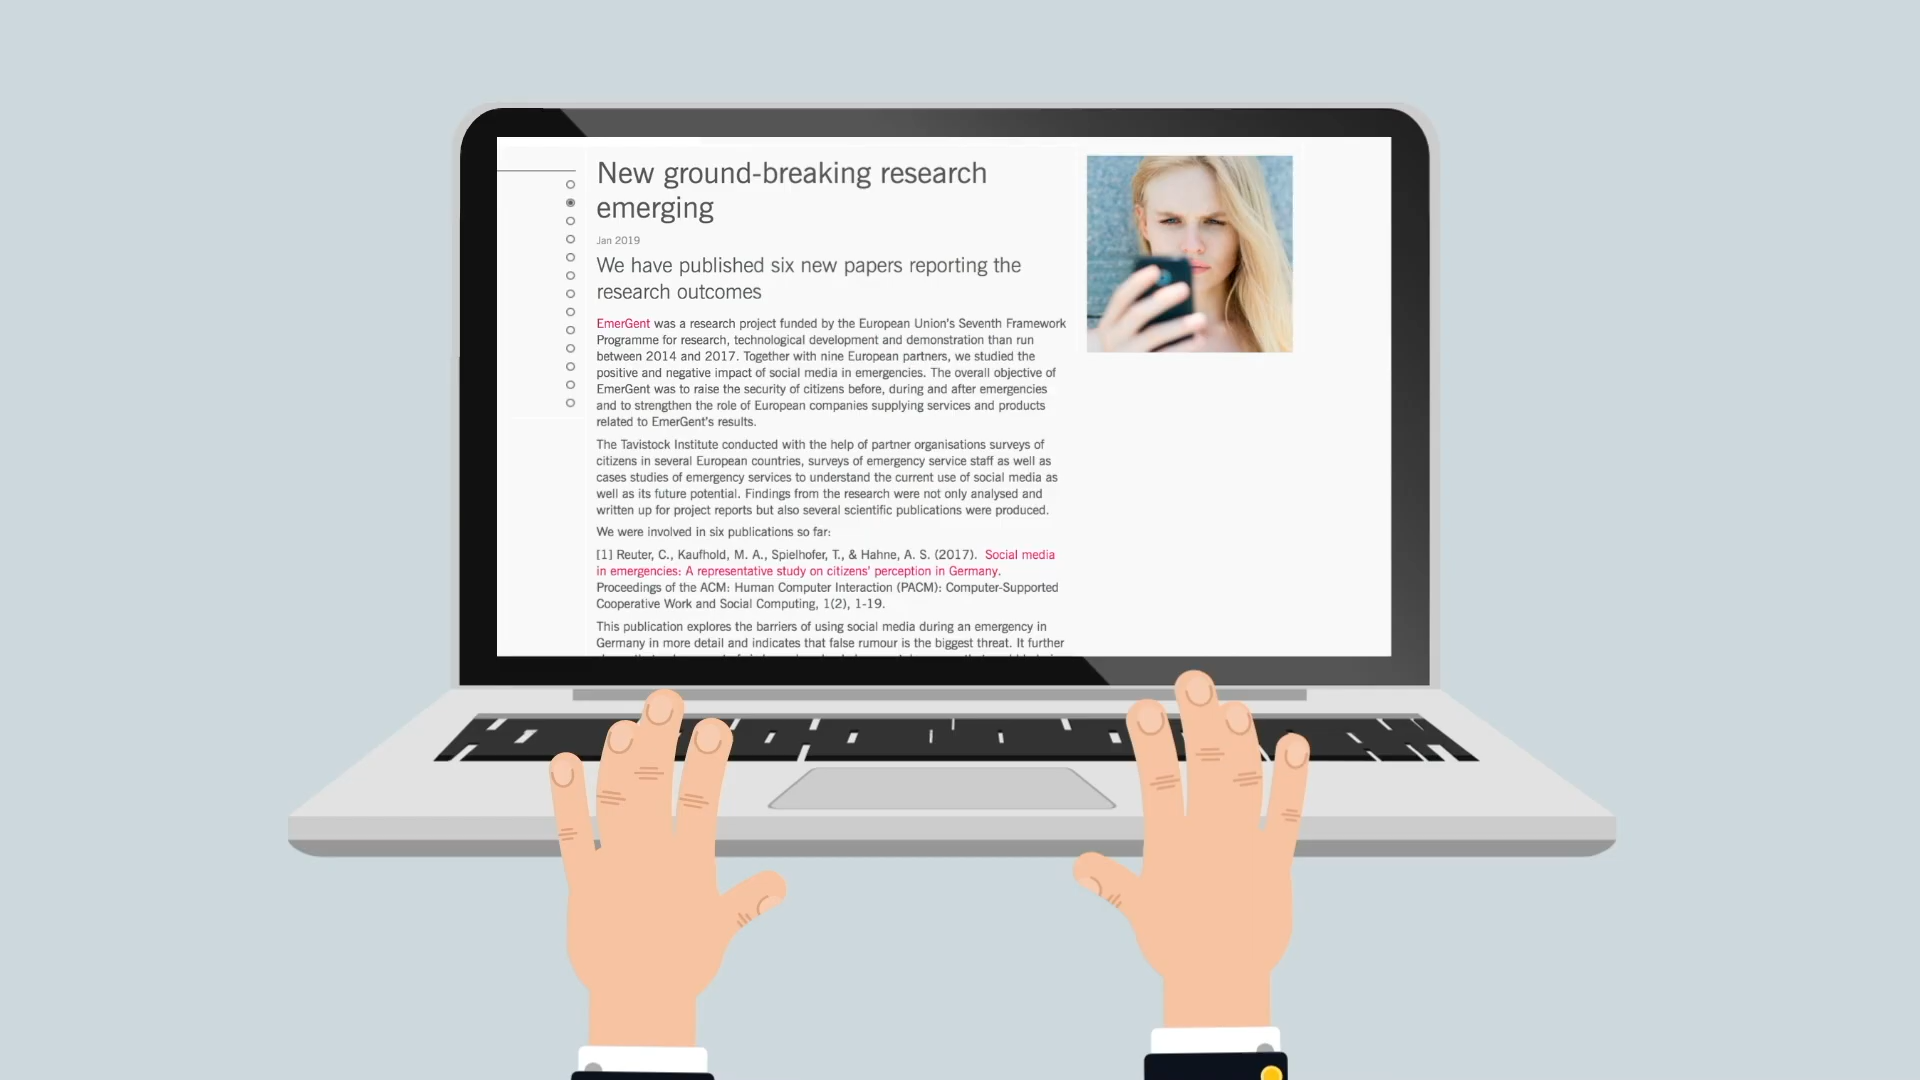 New ground-breaking research
emerging
Jan 2019
We have published six new papers reporting the
research outcomes
EmerGent was a research project funded by the European Union's Seventh Framework
Programme for research, technological development and demonstration than run
between 2014 and 2017. Together with nine European partners, we studied the
positive and negative impact of social media in emergencies. The overall objective of
EmerGent was to raise the security of citizens before, during and after emergencies
and to strengthen the role of European companies supplying services and products
related to EmerGent's results.
The Tavistock Institute conducted with the help of partner organisations surveys of
citizens in several European countries, surveys of emergency service staff as well as
cases studies of emergency services to understand the current use of social media as
well as its future potential. Findings from the research were not only analysed and
written up for project reports but also several scientific publications were produced.
We were involved in six publications so far:
[1] Reuter, C., Kaufhold, M. A., Spielhofer, T., & Hahne, A. S. (2017). Social media
in emergencies: A representative study on citizens' perception in Germany.
Proceedings of the ACM: Human Computer Interaction (PACM): Computer-Supported
Cooperative Work and Social Computing, 1(2), 1-19.
This publication explores the barriers of using social media during an emergency in
Germany in more detail and indicates that false rumour is the biggest threat. It further